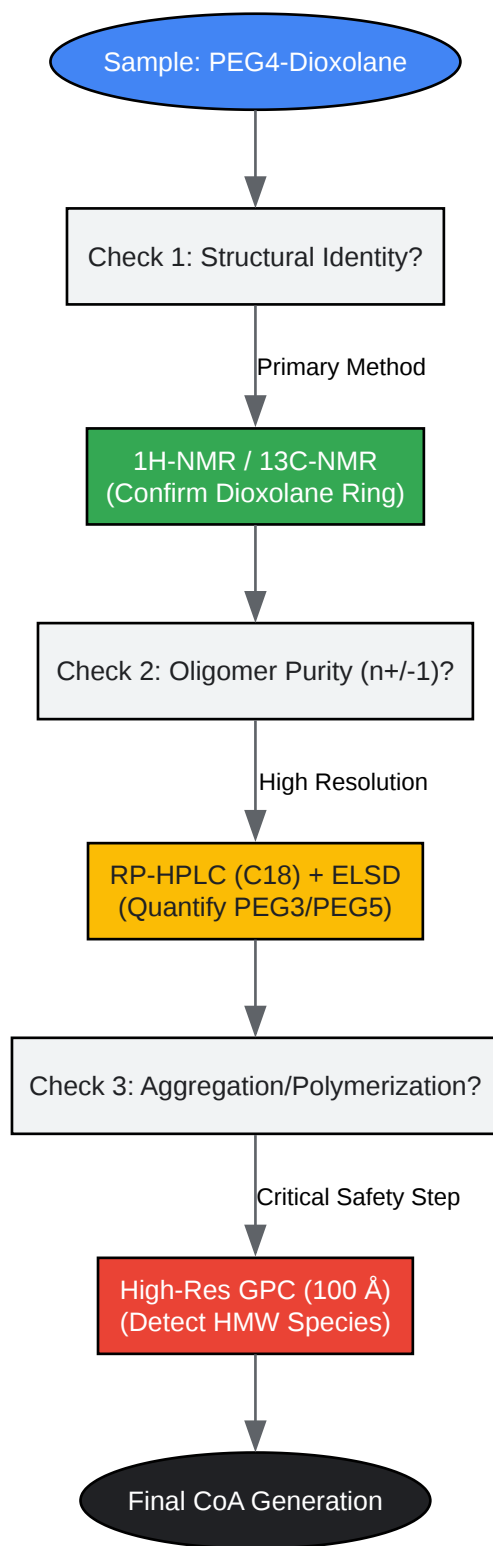 Sample: PEG4-Dioxolane
Check 1: Structural Identity?
Primary Method
1H-NMR / 13C-NMR
(Confirm Dioxolane Ring)
Check 2: Oligomer Purity (n+/-1)?
High Resolution
RP-HPLC (C18) + ELSD
(Quantify PEG3/PEG5)
Check 3: Aggregation/Polymerization?
Critical Safety Step
High-Res GPC (100 Å)
(Detect HMW Species)
Final CoA Generation